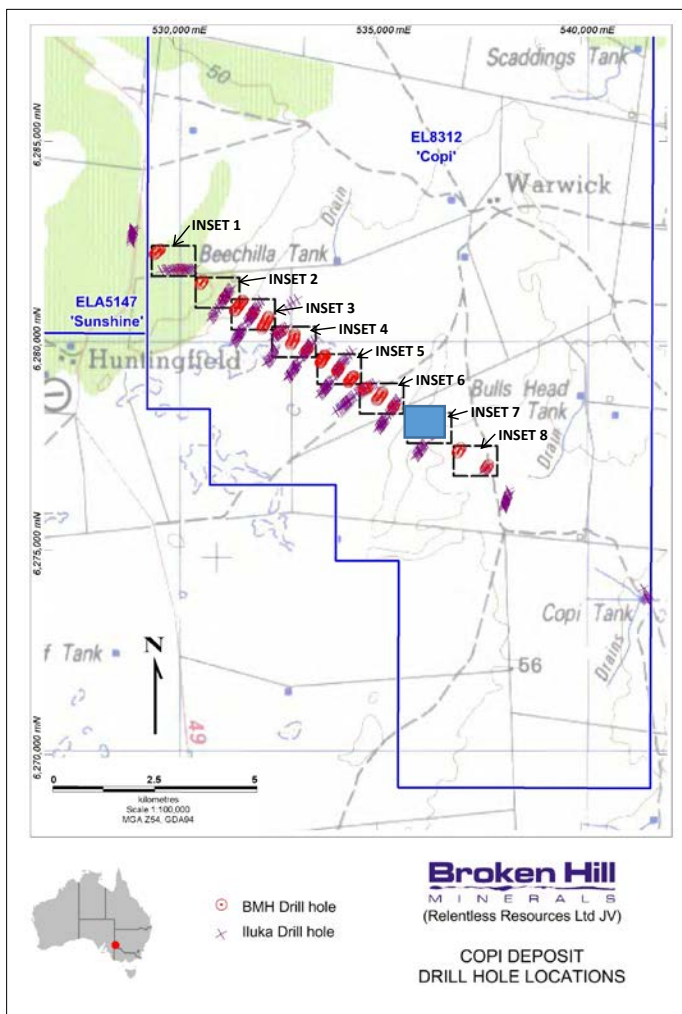 530,000 mE
535,000 mE
540,000 mE
50
Scaddings Tank
6,285,000 mN
EL8312
'Copi'
Warwick
Drain
INSET 1
Beechilla Tank
INSET 2
ELA5147
'Sunshine'
INSET 3
6,280,000 mN
INSET 4
Huntingfield
INSET 5
INSET 6
Bulls Head
Tank
INSET 7
INSET 8
Drain
6,275,000 mN
Copi Tank
N
f Tank
56
Drains
49
6,270,000 mN
0 2.5 5
kilometres
Scale 1:100,000
MGA Z54, GDA94
BMH Drill hole
Iluka Drill hole
Broken Hill
MINERALS
(Relentless Resources Ltd JV)
COPI DEPOSIT
DRILL HOLE LOCATIONS